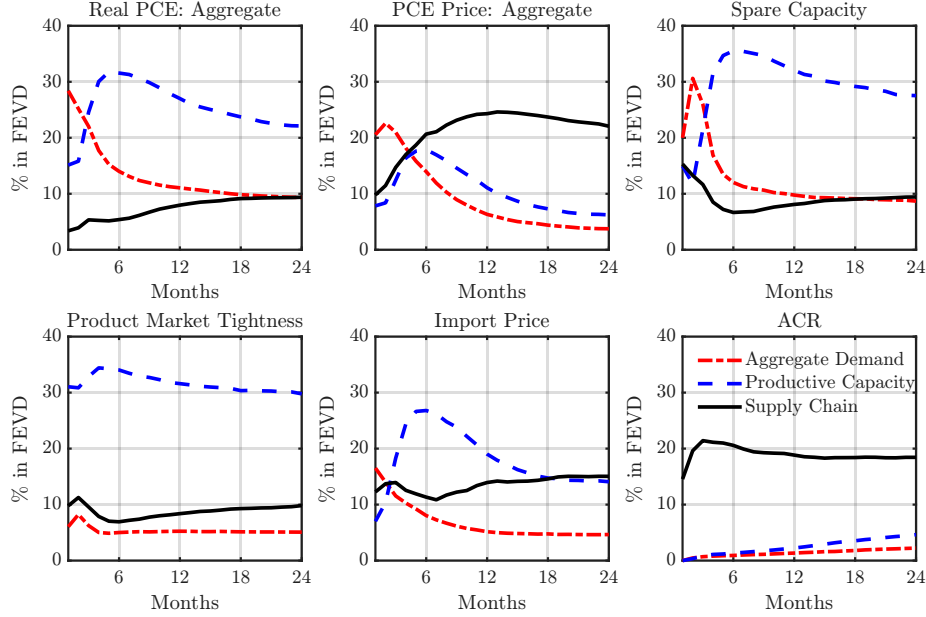 Real PCE: Aggregate
PCE Price: Aggregate
Spare Capacity
% in FEVD
40
30
20
10
0
6
12
18
24
Months
% in FEVD
40
30
20
10
0
6
12
18
24
Months
% in FEVD
40
30
20
10
0
6
12
18
24
Months
Product Market Tightness
Import Price
ACR
% in FEVD
40
30
20
10
0
6
12
18
24
Months
% in FEVD
40
30
20
10
0
6
12
18
24
Months
% in FEVD
40
30
20
10
0
6
12
18
24
Months
Aggregate Demand
Productive Capacity
Supply Chain